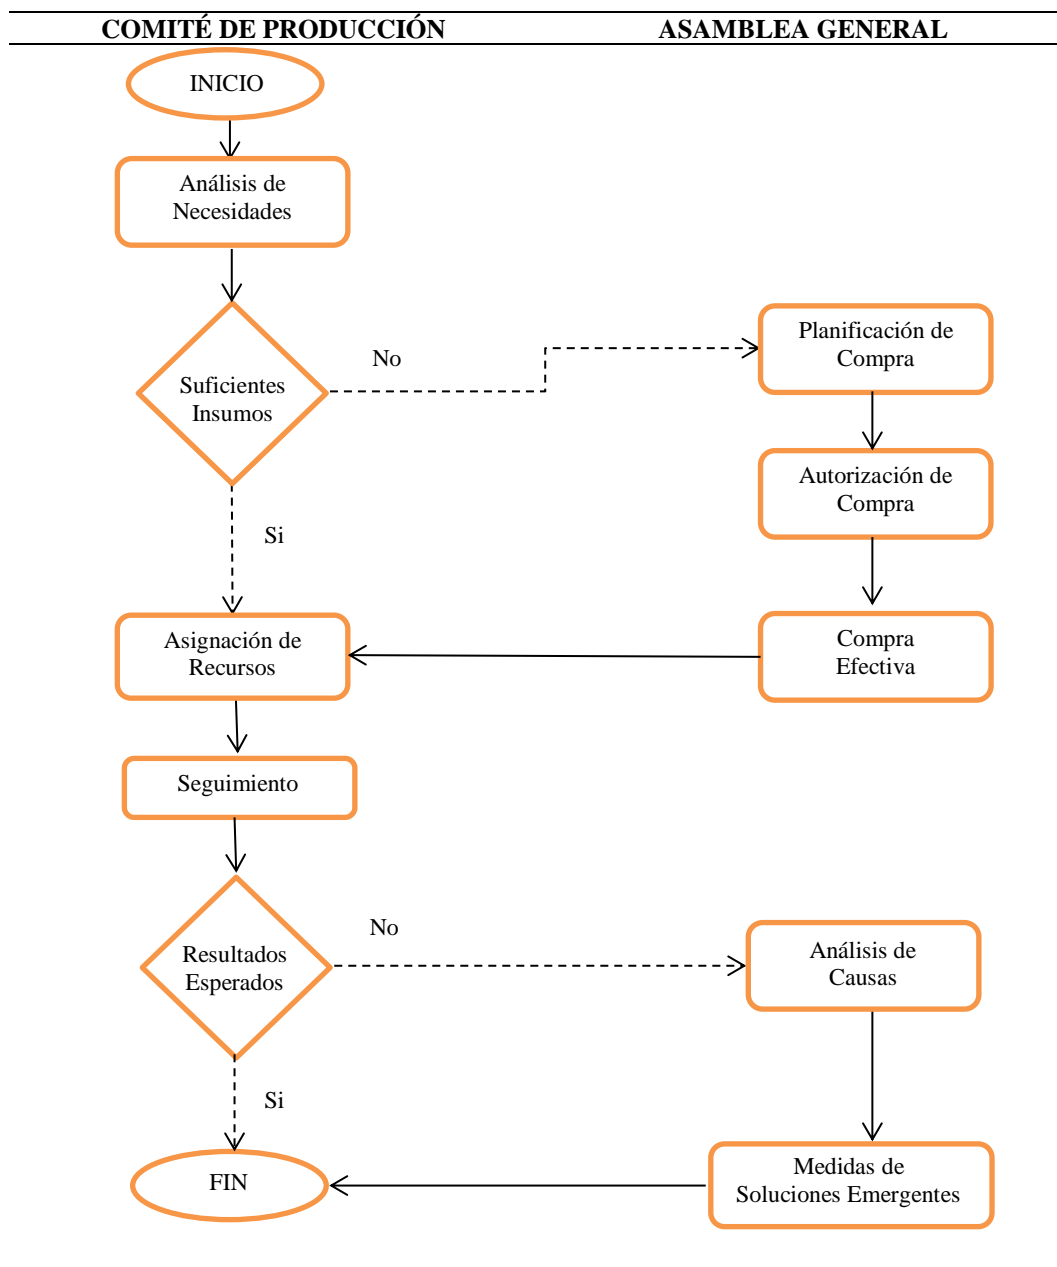 COMITÉ DE PRODUCCIÓN
ASAMBLEA GENERAL
INICIO
Análisis de
Necesidades
Suficientes
Insumos
No
Planificación de
Compra
Autorización de
Compra
Si
Asignación de
Recursos
Compra
Efectiva
Seguimiento
Resultados
Esperados
No
Análisis de
Causas
Si
FIN
Medidas de
Soluciones Emergentes